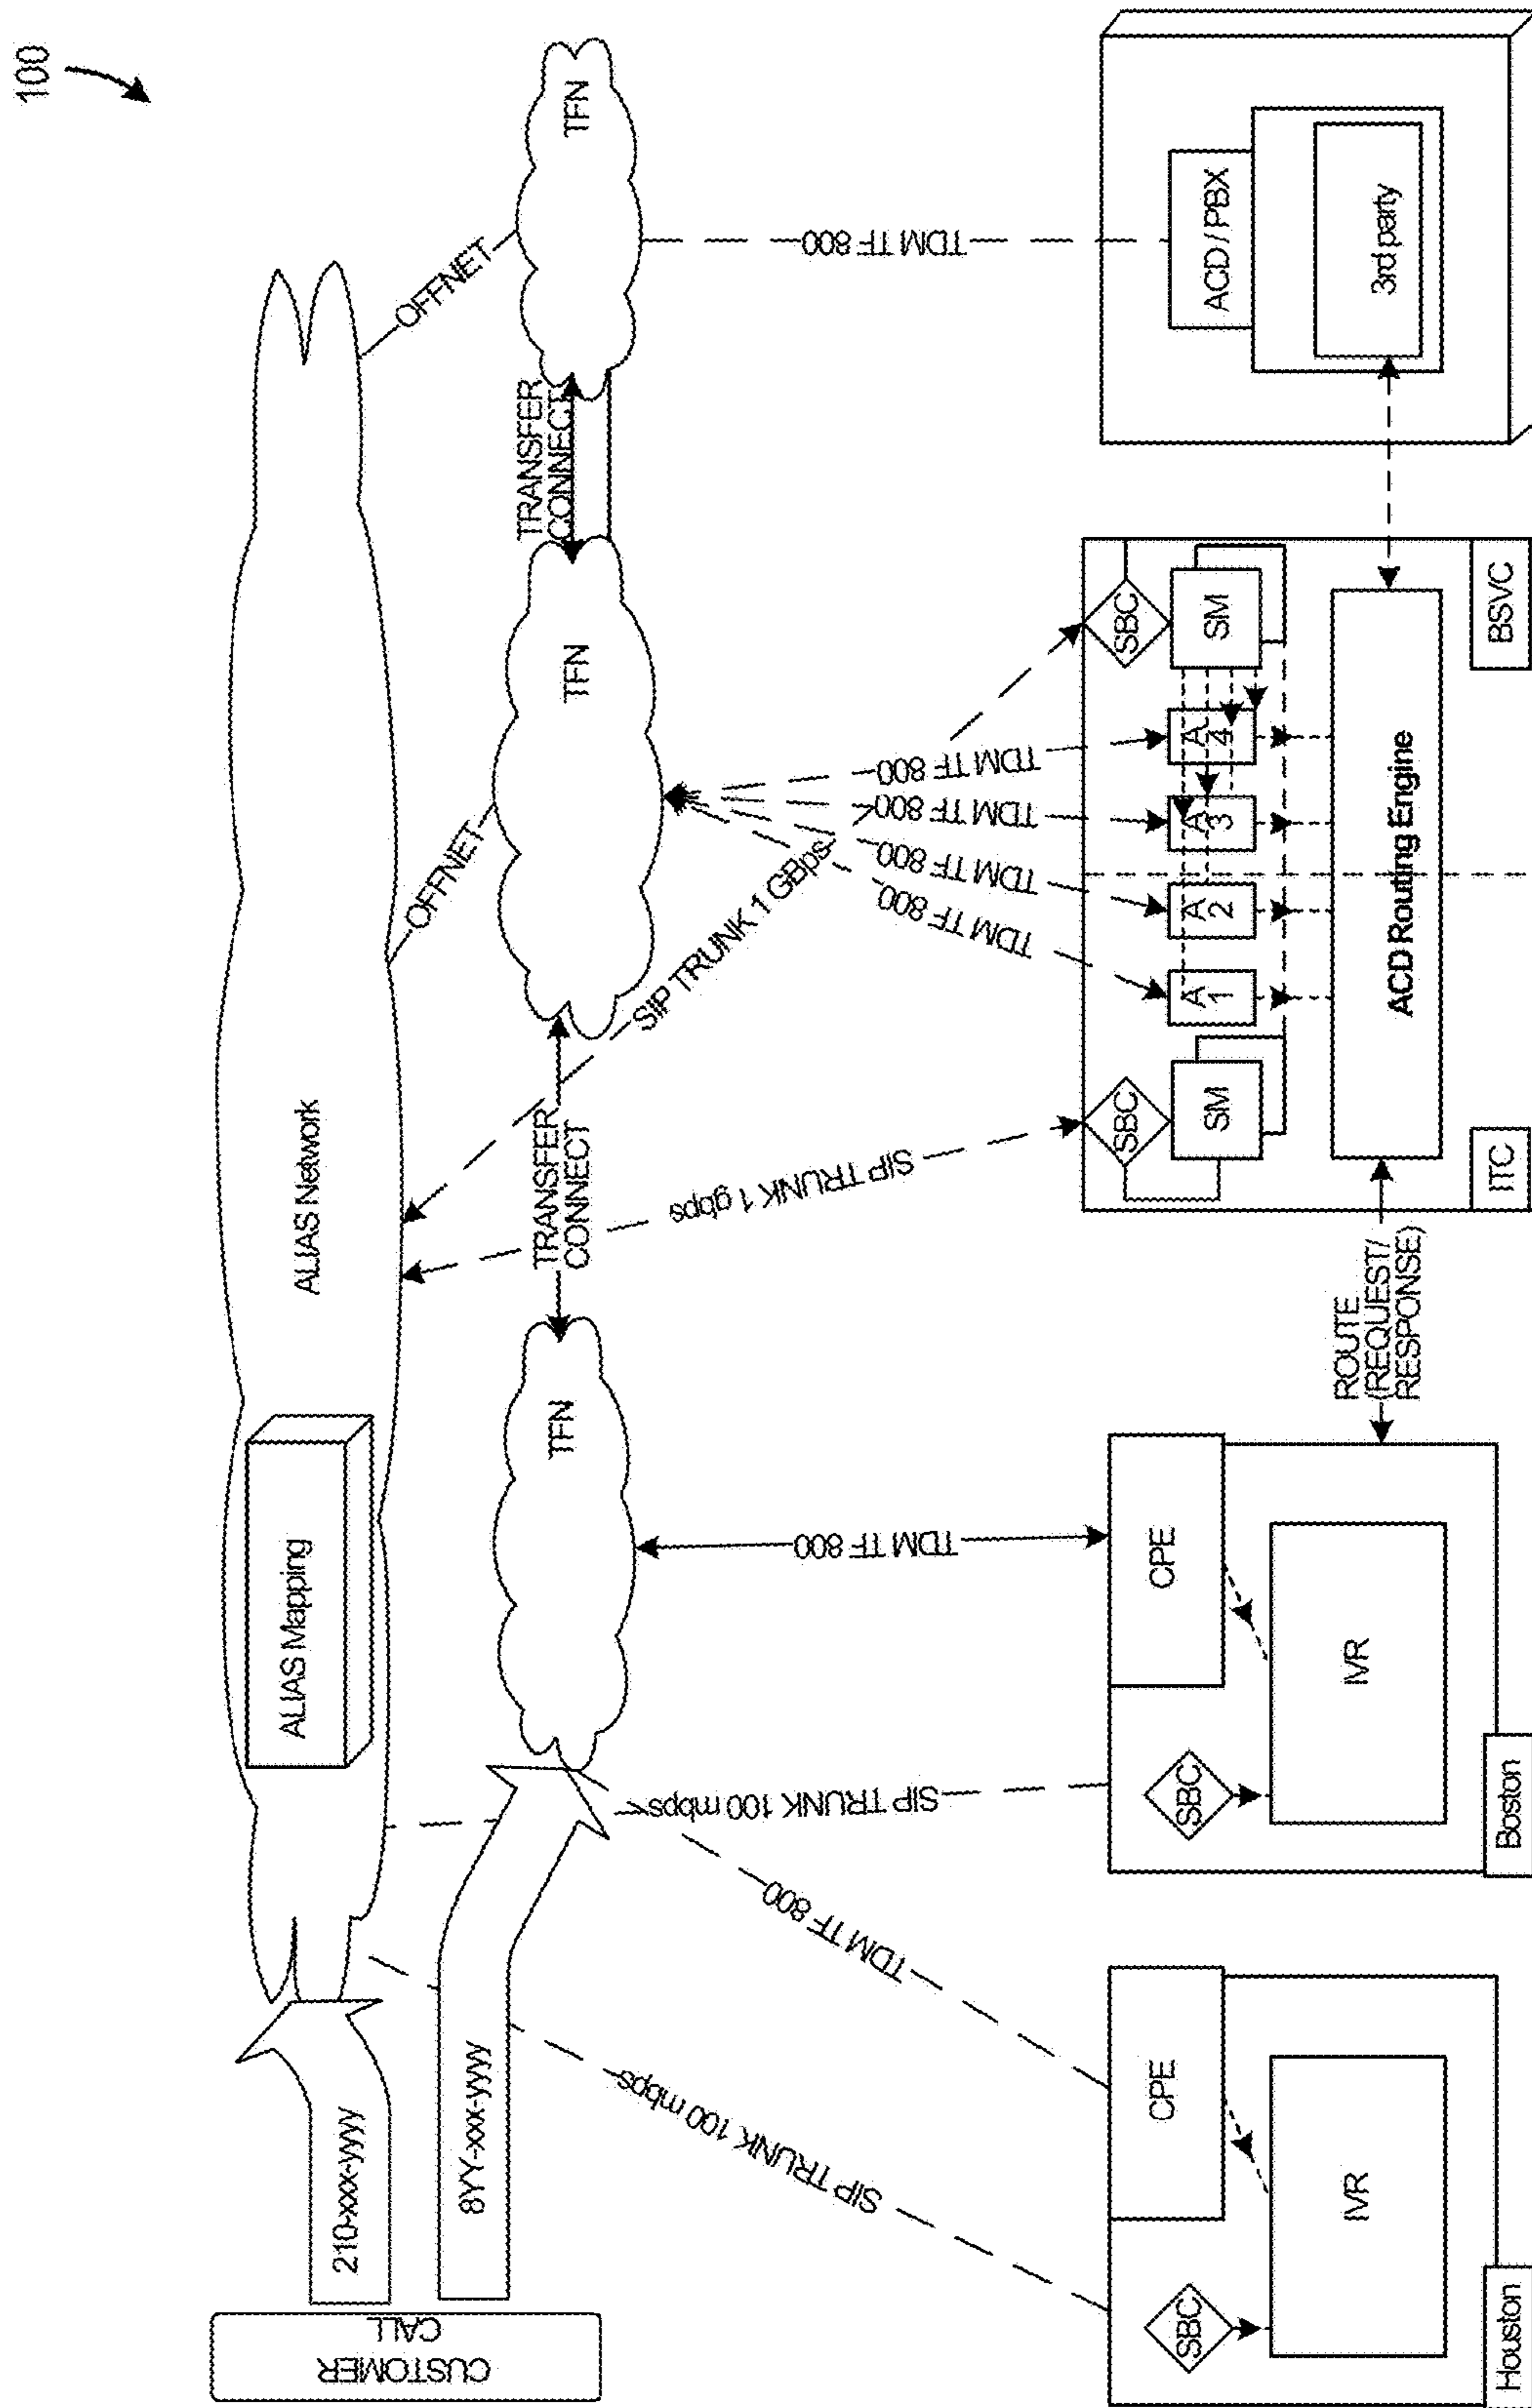 100
CUSTOMER
CALL
210-xxx-yyyy
8YY-xxx-yyyy
ALIAS Mapping
ALIAS Network
OFFNET
OFFNET
TFN
TRANSFER
CONNECT
TFN
TRANSFER
CONNECT
TFN
SIP TRUNK 100 mbps
TDM TF 800
SIP TRUNK 100 mbps
TDM TF 800
SIP TRUNK 1 gbps
SIP TRUNK 1 GBps
TDM TF 800
TDM TF 800
TDM TF 800
TDM TF 800
TDM TF 800
SBC
CPE
IVR
Houston
SBC
CPE
IVR
Boston
ROUTE
(REQUEST/
RESPONSE)
SBC
SM
A
1
A
2
A
3
A
4
SBC
SM
ACD Routing Engine
ITC
BSVC
ACD / PBX
3rd party